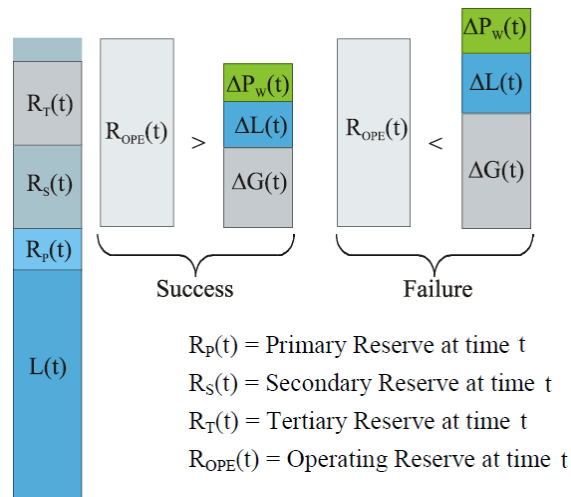 R_T(t)
R_S(t)
R_P(t)
L(t)
R_OPE(t)
>
ΔP_W(t)
ΔL(t)
ΔG(t)
Success
R_OPE(t)
<
ΔP_W(t)
ΔL(t)
ΔG(t)
Failure
R_P(t) = Primary Reserve at time t
R_S(t) = Secondary Reserve at time t
R_T(t) = Tertiary Reserve at time t
R_OPE(t) = Operating Reserve at time t